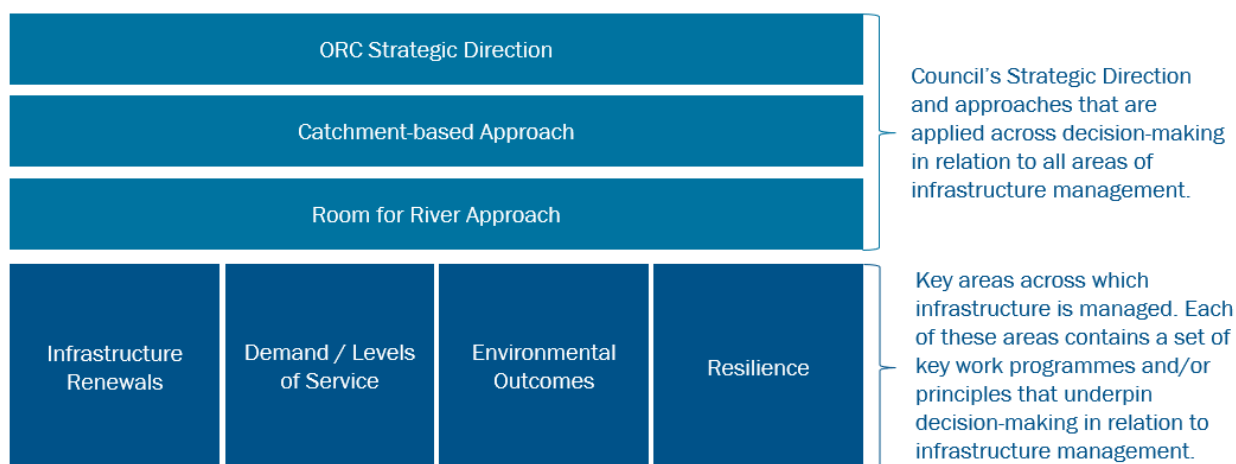 ORC Strategic Direction
Catchment-based Approach
Room for River Approach
Council's Strategic Direction
and approaches that are
applied across decision-making
in relation to all areas of
infrastructure management.
Infrastructure
Renewals
Demand / Levels
of Service
Environmental
Outcomes
Resilience
Key areas across which
infrastructure is managed. Each
of these areas contains a set of
key work programmes and/or
principles that underpin
decision-making in relation to
infrastructure management.